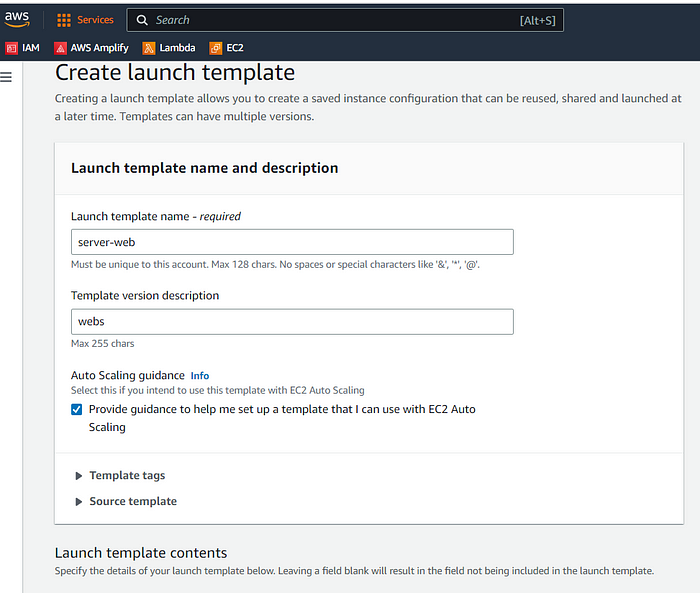 aws
Services
Search
[Alt+S]
IAM
AWS Amplify
Lambda
EC2
Create launch template
Creating a launch template allows you to create a saved instance configuration that can be reused, shared and launched at
a later time. Templates can have multiple versions.
Launch template name and description
Launch template name - required
server-web
Must be unique to this account. Max 128 chars. No spaces or special characters like '&', '*', '@'.
Template version description
webs
Max 255 chars
Auto Scaling guidance Info
Select this if you intend to use this template with EC2 Auto Scaling
Provide guidance to help me set up a template that I can use with EC2 Auto
Scaling
Template tags
Source template
Launch template contents
Specify the details of your launch template below. Leaving a field blank will result in the field not being included in the launch template.